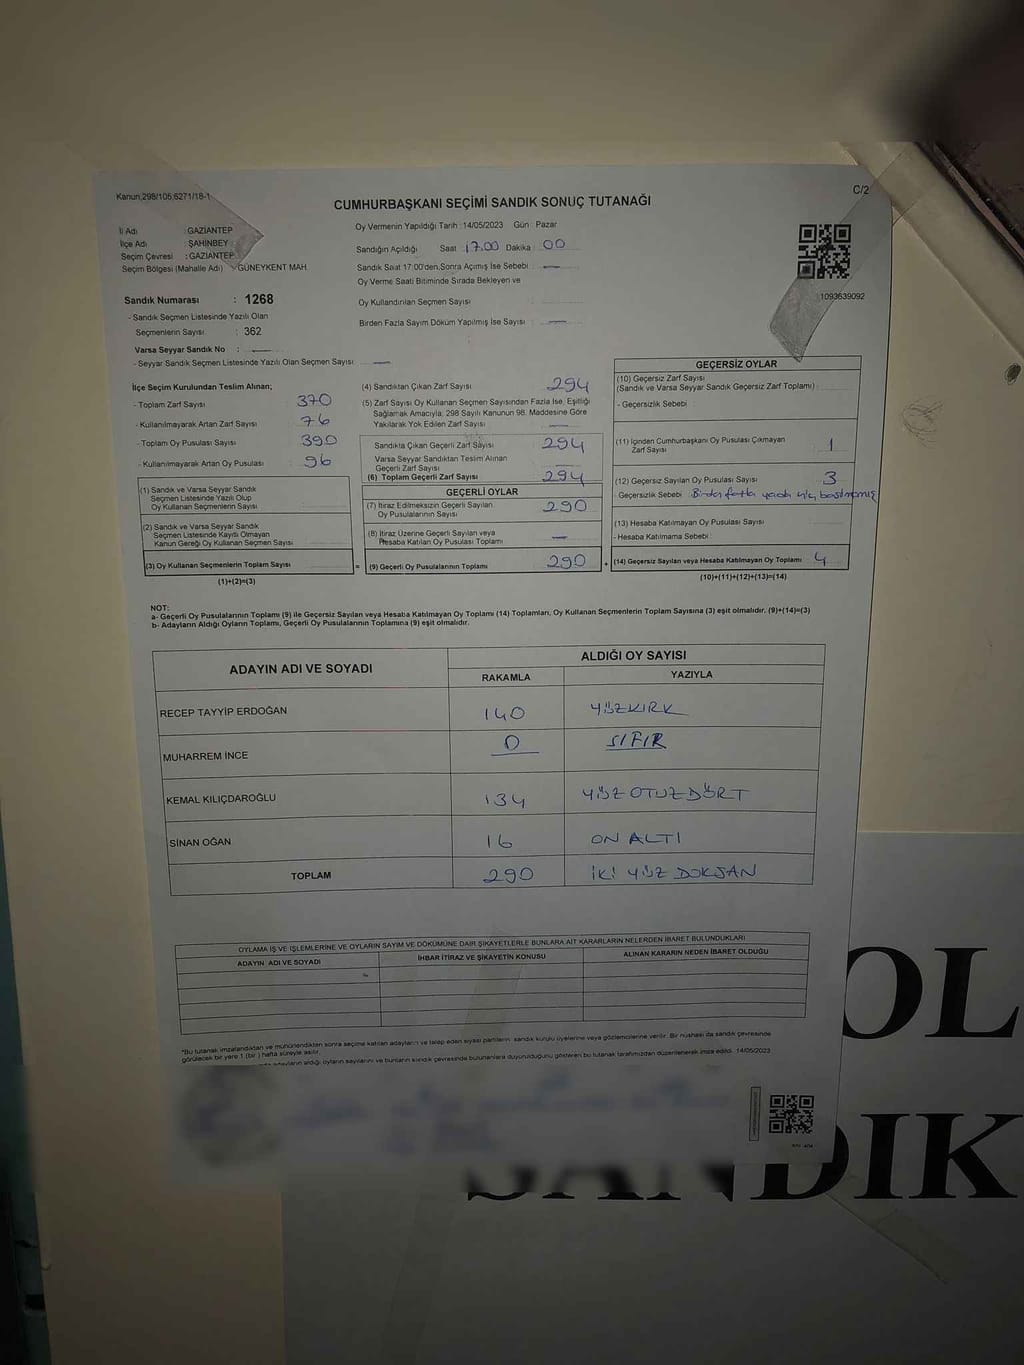 Kanun:298/105;6271/18-1
C/2
CUMHURBAŞKANI SEÇİMİ SANDIK SONUÇ TUTANAĞI
İl Adı : GAZİANTEP
İlçe Adı : ŞAHİNBEY
Seçim Çevresi : GAZİANTEP
Seçim Bölgesi (Mahalle Adı) : GÜNEYKENT MAH.
Sandık Numarası : 1268
- Sandık Seçmen Listesinde Yazılı Olan
Seçmenlerin Sayısı : 362
Varsa Seyyar Sandık No : —
- Seyyar Sandık Seçmen Listesinde Yazılı Olan Seçmen Sayısı —
Oy Vermenin Yapıldığı Tarih : 14/05/2023 Gün : Pazar
Sandığın Açıldığı Saat 17.00 Dakika 00
Sandık Saat 17:00'den Sonra Açılmış İse Sebebi —
Oy Verme Saati Bitiminde Sırada Bekleyen ve
Oy Kullandırılan Seçmen Sayısı
Birden Fazla Sayım Döküm Yapılmış İse Sayısı : —
1093639092
İlçe Seçim Kurulundan Teslim Alınan;
- Toplam Zarf Sayısı 370
- Kullanılmayarak Artan Zarf Sayısı : 76
- Toplam Oy Pusulası Sayısı : 390
- Kullanılmayarak Artan Oy Pusulası : 96
(1) Sandık ve Varsa Seyyar Sandık
Seçmen Listesinde Yazılı Olup
Oy Kullanan Seçmenlerin Sayısı
(2) Sandık ve Varsa Seyyar Sandık
Seçmen Listesinde Kayıtlı Olmayan
Kanun Gereği Oy Kullanan Seçmen Sayısı
(3) Oy Kullanan Seçmenlerin Toplam Sayısı =
(1)+(2)=(3)
(4) Sandıktan Çıkan Zarf Sayısı 294
(5) Zarf Sayısı Oy Kullanan Seçmen Sayısından Fazla İse, Eşitliği
Sağlamak Amacıyla, 298 Sayılı Kanunun 98. Maddesine Göre
Yakılarak Yok Edilen Zarf Sayısı —
Sandıkta Çıkan Geçerli Zarf Sayısı 294
Varsa Seyyar Sandıktan Teslim Alınan
Geçerli Zarf Sayısı —
(6) Toplam Geçerli Zarf Sayısı 294
GEÇERLİ OYLAR
(7) İtiraz Edilmeksizin Geçerli Sayılan
Oy Pusulalarının Sayısı 290
(8) İtiraz Üzerine Geçerli Sayılan veya
Hesaba Katılan Oy Pusulası Toplamı —
(9) Geçerli Oy Pusulalarının Toplamı 290 +
GEÇERSİZ OYLAR
(10) Geçersiz Zarf Sayısı
(Sandık ve Varsa Seyyar Sandık Geçersiz Zarf Toplamı) :
- Geçersizlik Sebebi :
(11) İçinden Cumhurbaşkanı Oy Pusulası Çıkmayan
Zarf Sayısı 1
(12) Geçersiz Sayılan Oy Pusulası Sayısı 3
- Geçersizlik Sebebi : Birden fazla yada hiç basılmamış
(13) Hesaba Katılmayan Oy Pusulası Sayısı
- Hesaba Katılmama Sebebi :
(14) Geçersiz Sayılan veya Hesaba Katılmayan Oy Toplamı 4
(10)+(11)+(12)+(13)=(14)
NOT:
a- Geçerli Oy Pusulalarının Toplamı (9) ile Geçersiz Sayılan veya Hesaba Katılmayan Oy Toplamı (14) Toplamları, Oy Kullanan Seçmenlerin Toplam Sayısına (3) eşit olmalıdır. (9)+(14)=(3)
b- Adayların Aldığı Oyların Toplamı, Geçerli Oy Pusulalarının Toplamına (9) eşit olmalıdır.
ADAYIN ADI VE SOYADI
ALDIĞI OY SAYISI
RAKAMLA YAZIYLA
RECEP TAYYİP ERDOĞAN 140 YÜZKIRK
MUHARREM İNCE 0 SIFIR
KEMAL KILIÇDAROĞLU 134 YÜZ OTUZ DÖRT
SİNAN OĞAN 16 ON ALTI
TOPLAM 290 İKİ YÜZ DOKSAN
OYLAMA İŞ VE İŞLEMLERİNE VE OYLARIN SAYIM VE DÖKÜMÜNE DAİR ŞİKAYETLERLE BUNLARA AİT KARARLARIN NELERDEN İBARET BULUNDUKLARI
ADAYIN ADI VE SOYADI İHBAR İTİRAZ VE ŞİKAYETİN KONUSU ALINAN KARARIN NEDEN İBARET OLDUĞU
*Bu tutanak imzalandıktan ve mühürlendikten sonra seçime katılan adayların ve talep eden siyasi partilerin sandık kurulu üyelerine veya gözlemcilerine verilir. Bir nüshası da sandık çevresinde
görülecek bir yere 1 (bir) hafta süreyle asılır.
adayların aldığı oyların sayılarını ve bunların sandık çevresinde bulunanlara duyurulduğunu gösteren bu tutanak tarafımızdan düzenlenerek imza edildi. 14/05/2023
OL
SANDIK